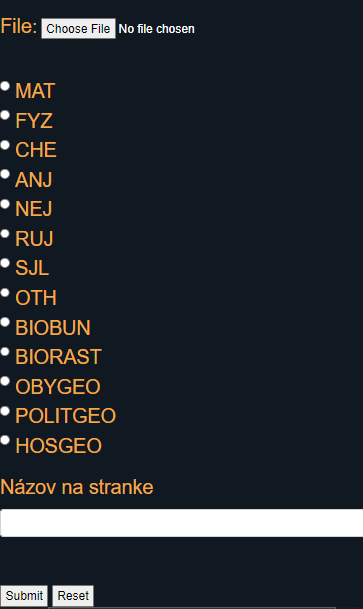 File: Choose File No file chosen
MAT
FYZ
CHE
ANJ
NEJ
RUJ
SJL
OTH
BIOBUN
BIORAST
OBYGEO
POLITGEO
HOSGEO
Názov na stranke
Submit Reset